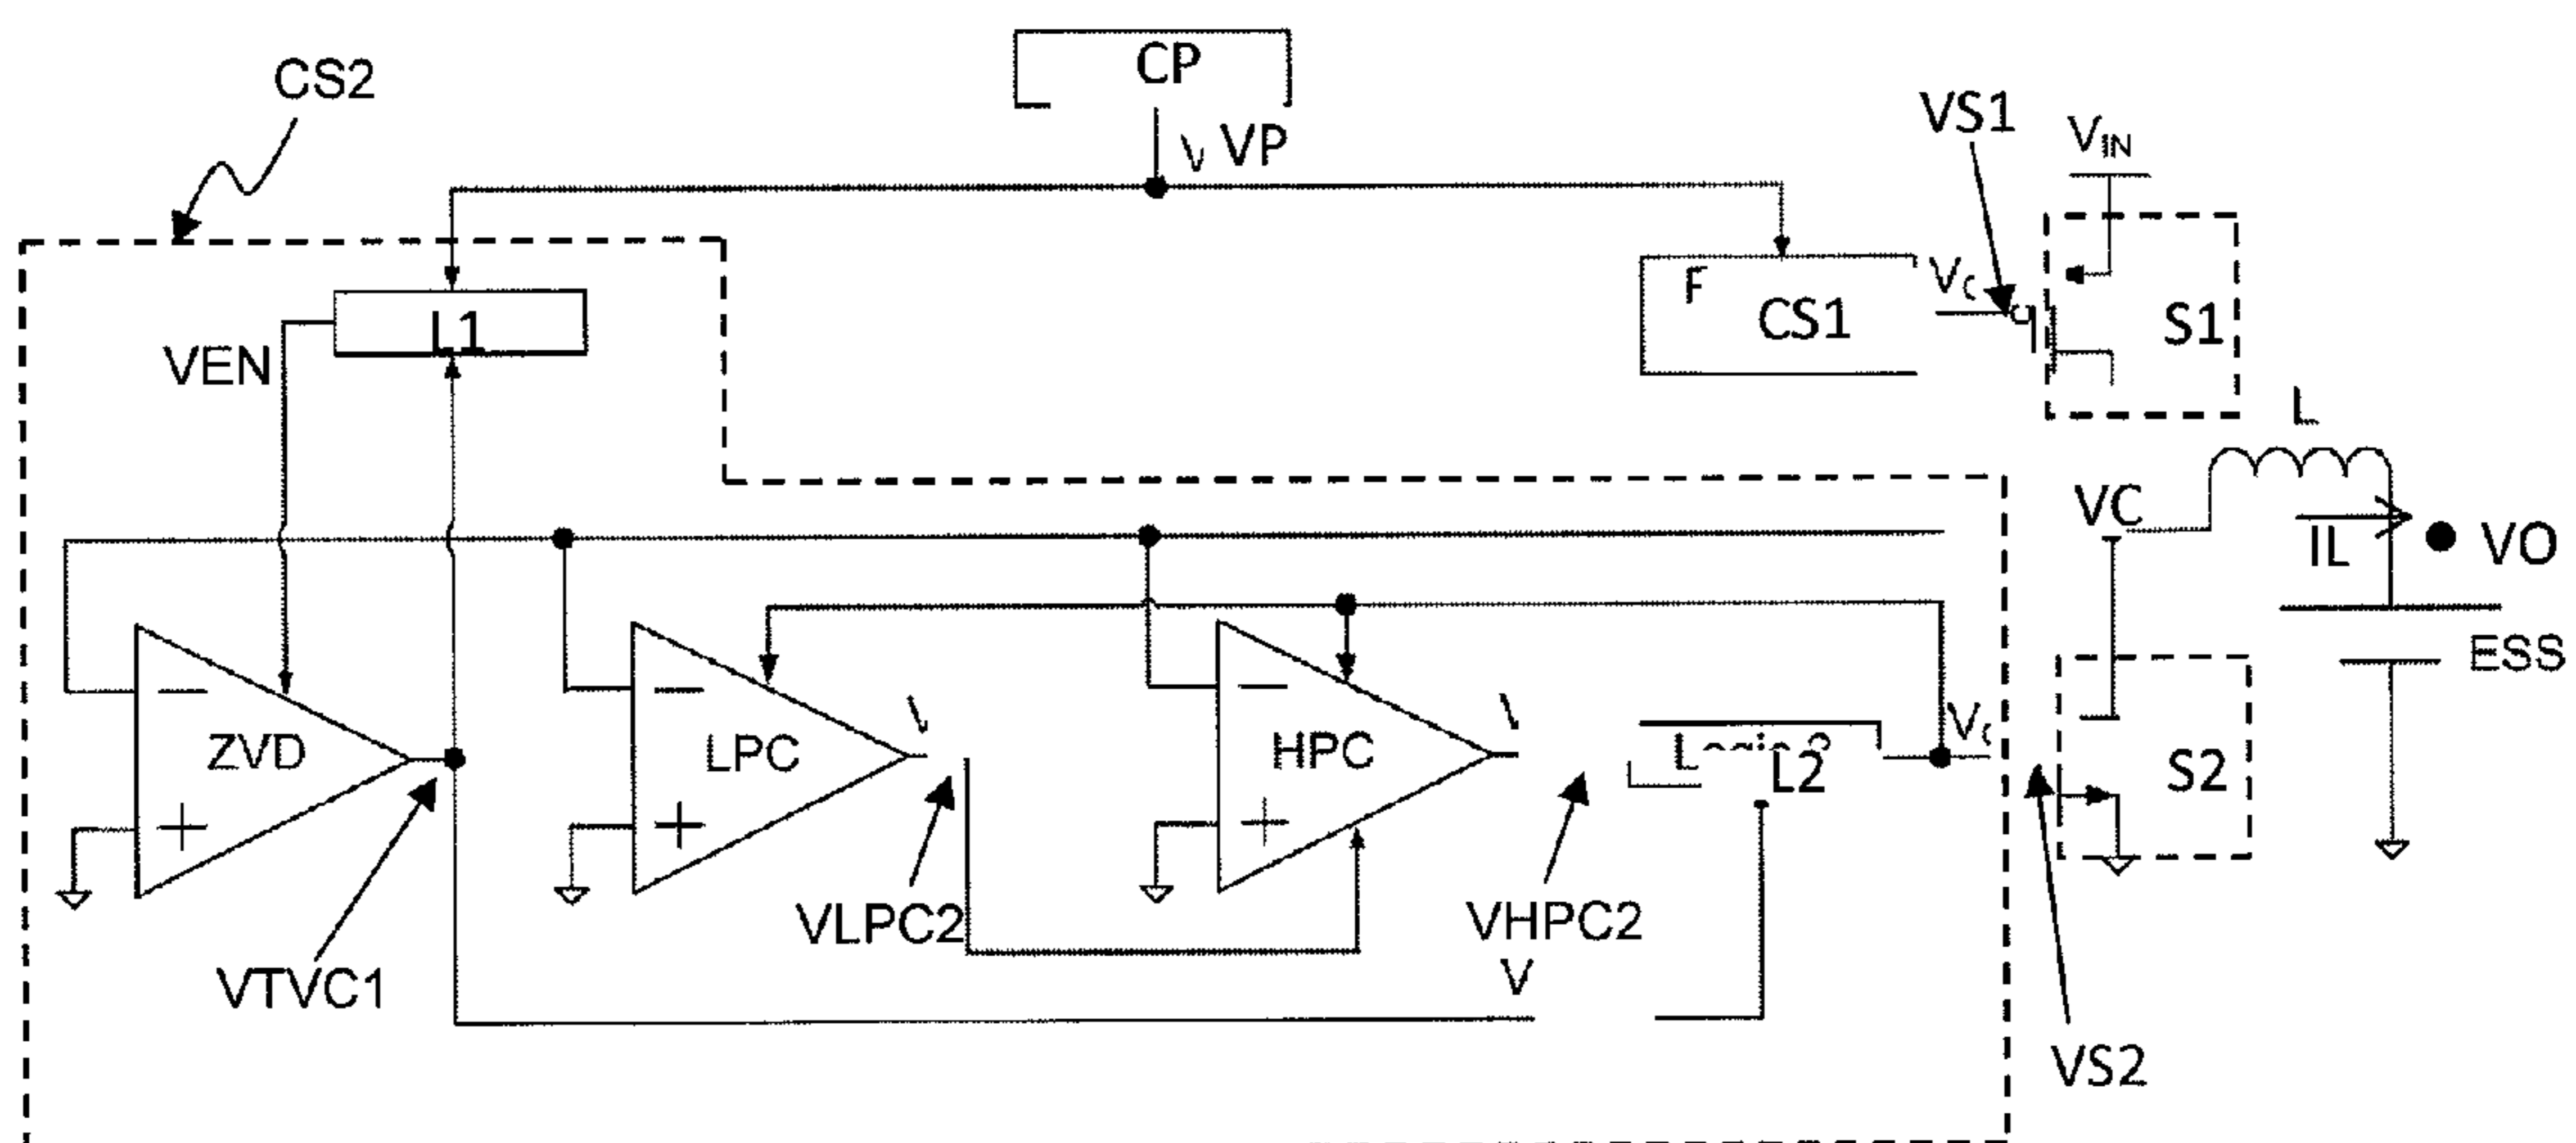 CP
CS2
VP
VS1
VIN
L1
F
CS1
S1
VEN
L
VC
IL
VO
ESS
−
−
−
ZVD
LPC
HPC
L2
S2
+
+
+
VLPC2
VHPC2
V
VTVC1
VS2